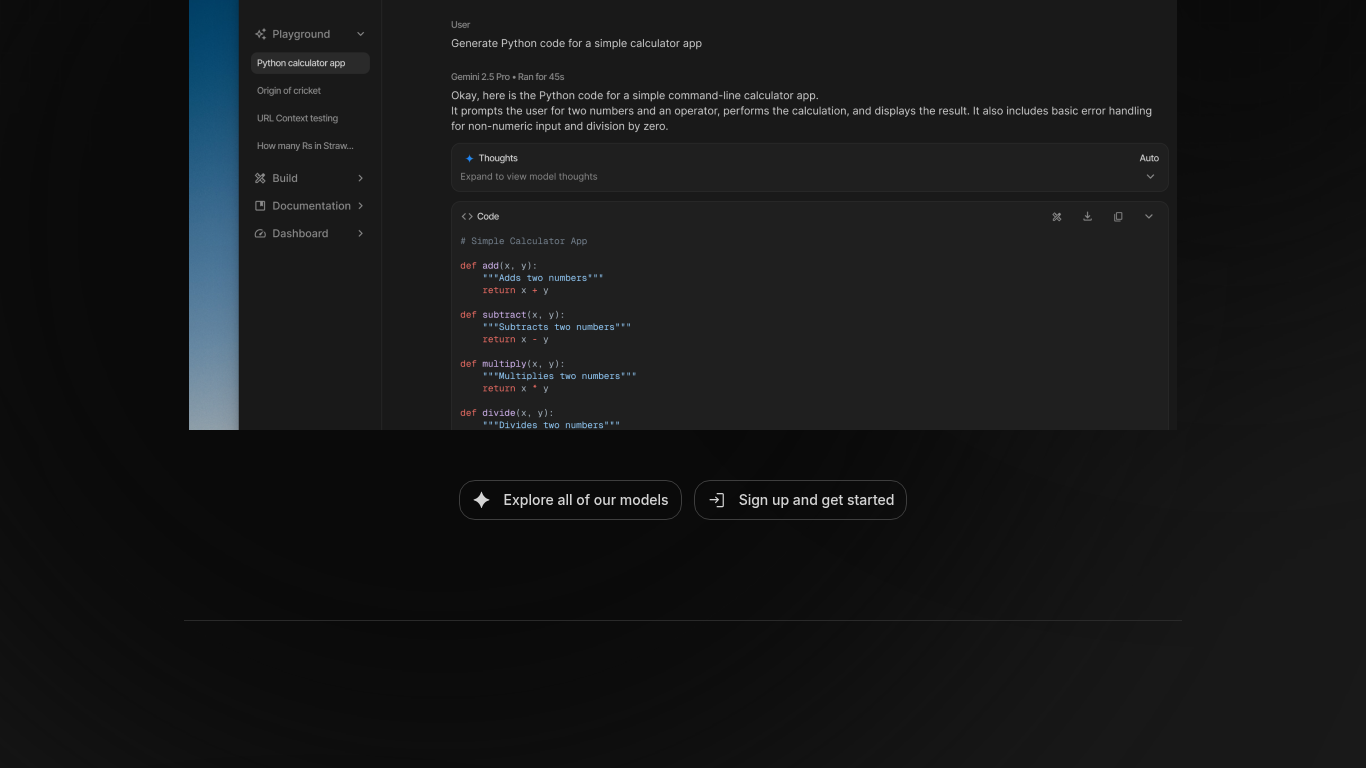 Playground
Python calculator app
Origin of cricket
URL Context testing
How many Rs in Straw...
Build
Documentation
Dashboard
User
Generate Python code for a simple calculator app
Gemini 2.5 Pro • Ran for 45s
Okay, here is the Python code for a simple command-line calculator app.
It prompts the user for two numbers and an operator, performs the calculation, and displays the result. It also includes basic error handling
for non-numeric input and division by zero.
Thoughts
Auto
Expand to view model thoughts
Code
# Simple Calculator App
def add(x, y):
"""Adds two numbers"""
return x + y
def subtract(x, y):
"""Subtracts two numbers"""
return x - y
def multiply(x, y):
"""Multiplies two numbers"""
return x * y
def divide(x, y):
"""Divides two numbers"""
Explore all of our models
Sign up and get started